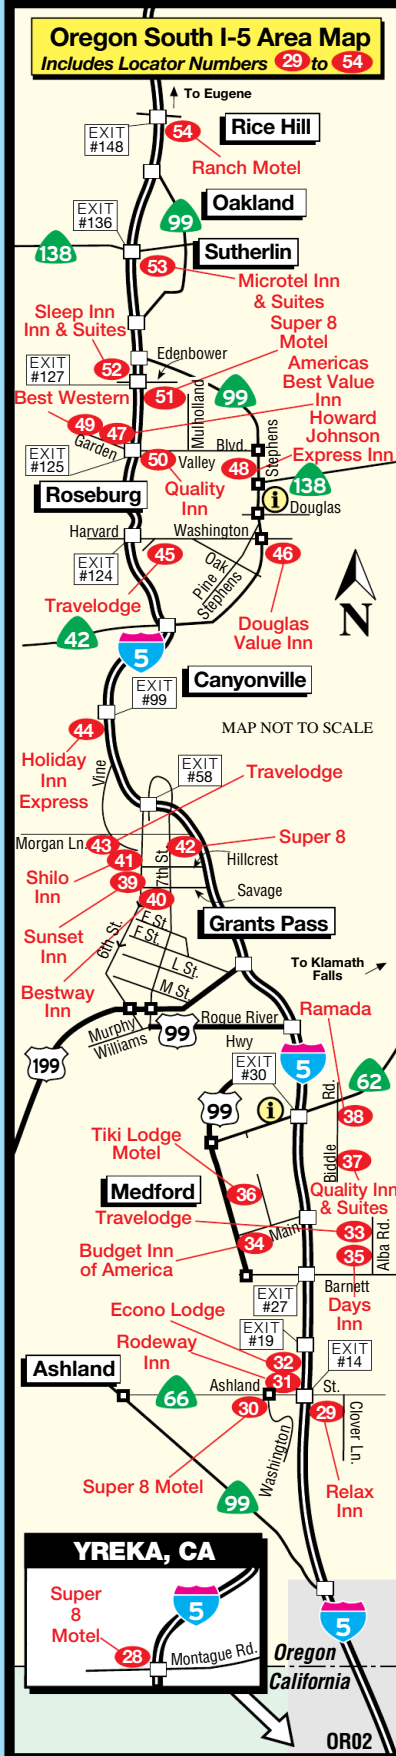 Oregon South I-5 Area Map
Includes Locator Numbers 29 to 54
To Eugene
EXIT
#148
54
Rice Hill
Ranch Motel
99
Oakland
EXIT
#136
138
Sutherlin
53
Microtel Inn
& Suites
Sleep Inn
Inn & Suites
Super 8
Motel
52
Edenbower
EXIT
#127
Americas
Best Value
Inn
Best Western
51
Mulholland
99
49
47
Howard
Johnson
Express Inn
Garden
Blvd.
Stephens
EXIT
#125
50
Valley
48
138
Roseburg
Quality
Inn
i
Douglas
Harvard
Washington
EXIT
#124
45
Oak
Pine
Stephens
46
Travelodge
Douglas
Value Inn
N
42
5
Canyonville
EXIT
#99
44
MAP NOT TO SCALE
Holiday
Inn
Express
Vine
EXIT
#58
Travelodge
Morgan Ln.
43
42
Super 8
41
7th St.
Hillcrest
Shilo
Inn
39
Savage
40
Sunset
Inn
6th St.
E St.
F St.
Grants Pass
L St.
M St.
Bestway
Inn
To Klamath
Falls
Murphy
Williams
99
Rogue River
Hwy
Ramada
199
5
EXIT
#30
62
99
i
Rd.
38
Tiki Lodge
Motel
Biddle
37
Medford
36
Quality Inn
& Suites
Travelodge
33
Main
34
35
Alba Rd.
Budget Inn
of America
Barnett
EXIT
#27
Days
Inn
Econo Lodge
EXIT
#19
Rodeway
Inn
32
EXIT
#14
Ashland
31
66
Ashland
St.
30
29
Washington
Clover Ln.
Super 8 Motel
Relax
Inn
99
YREKA, CA
Super
8
Motel
5
28
Montague Rd.
5
Oregon
California
OR02